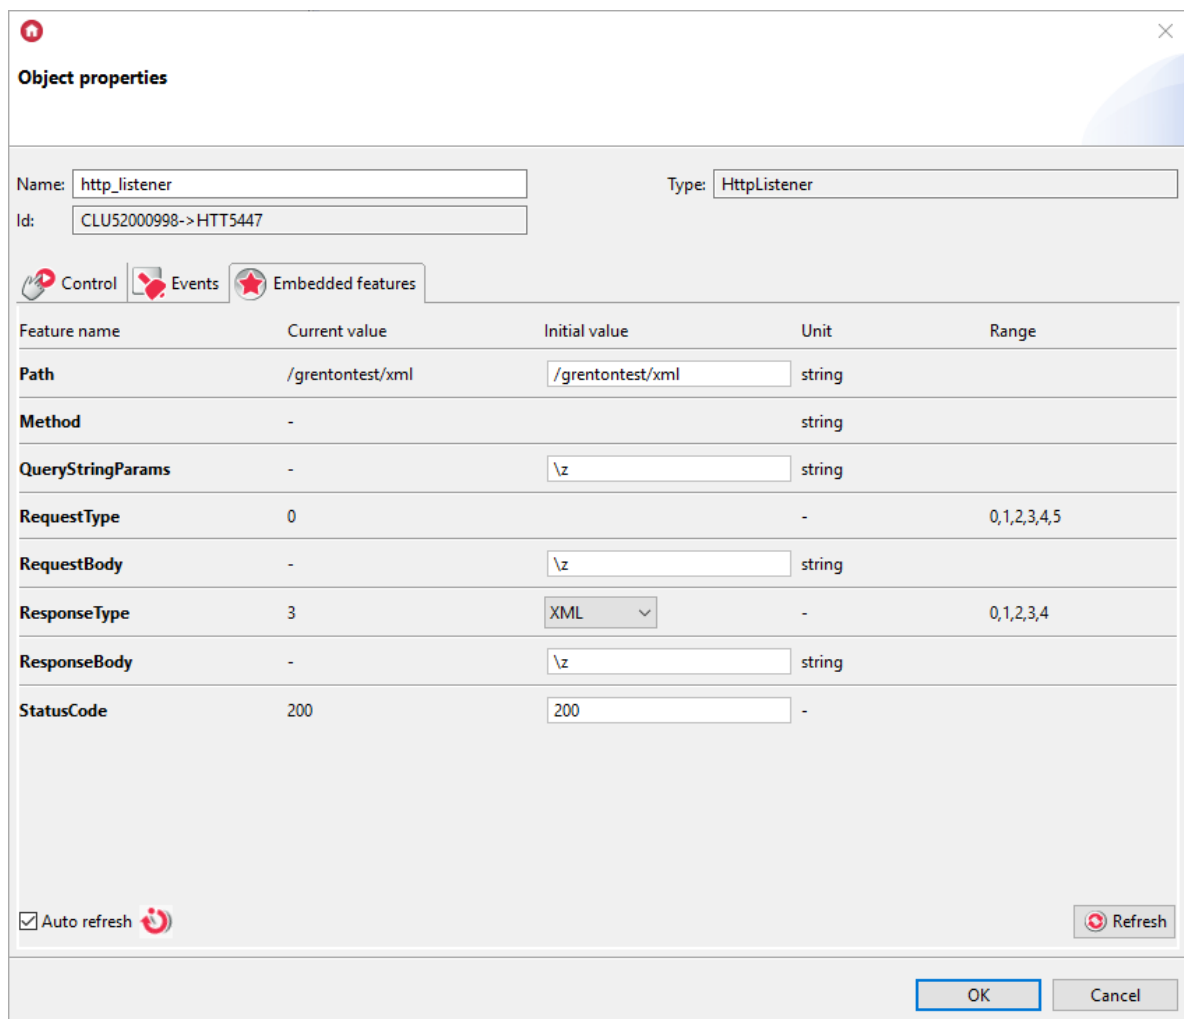 Object properties
Name: http_listener Type: HttpListener
Id: CLU52000998->HTT5447
Control Events Embedded features
Feature name Current value Initial value Unit Range
Path /grentontest/xml /grentontest/xml string
Method - string
QueryStringParams - \z string
RequestType 0 - 0,1,2,3,4,5
RequestBody - \z string
ResponseType 3 XML - 0,1,2,3,4
ResponseBody - \z string
StatusCode 200 200 -
Auto refresh Refresh
OK Cancel